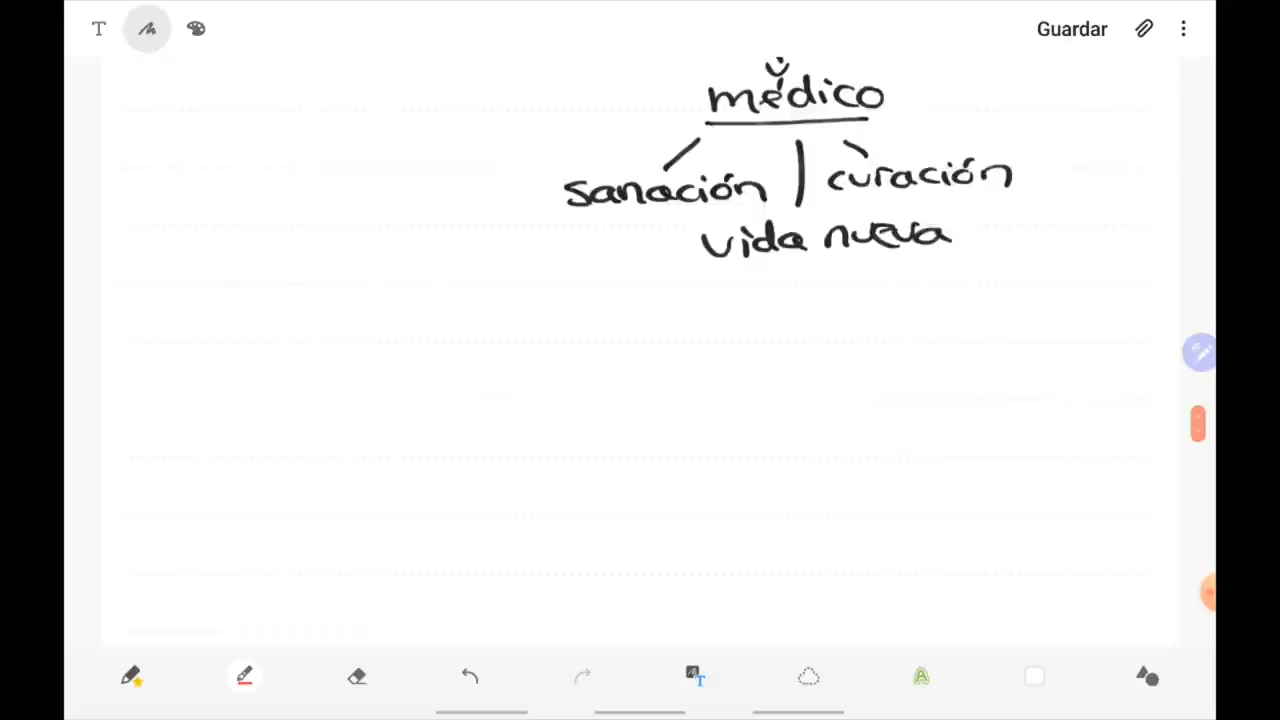 T Guardar
médico
sanación curación
vida nueva
T
A